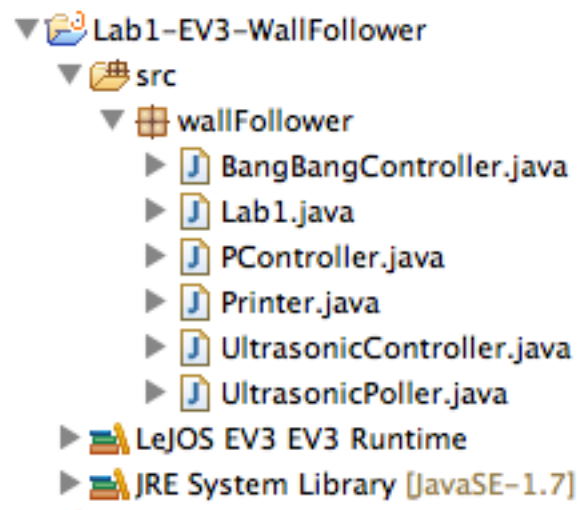 Lab1-EV3-WallFollower
src
wallFollower
BangBangController.java
Lab1.java
PController.java
Printer.java
UltrasonicController.java
UltrasonicPoller.java
LeJOS EV3 EV3 Runtime
JRE System Library [JavaSE-1.7]